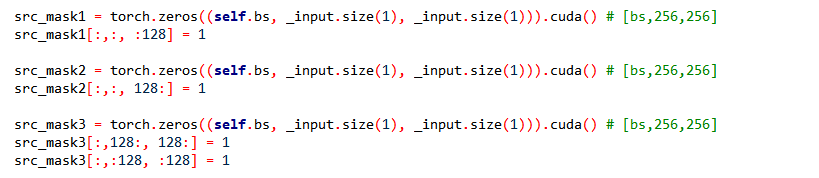 src_mask1 = torch.zeros((self.bs, _input.size(1), _input.size(1))).cuda() # [bs,256,256]
src_mask1[:,:, :128] = 1
src_mask2 = torch.zeros((self.bs, _input.size(1), _input.size(1))).cuda() # [bs,256,256]
src_mask2[:,:, 128:] = 1
src_mask3 = torch.zeros((self.bs, _input.size(1), _input.size(1))).cuda() # [bs,256,256]
src_mask3[:,128:, 128:] = 1
src_mask3[:,:128, :128] = 1